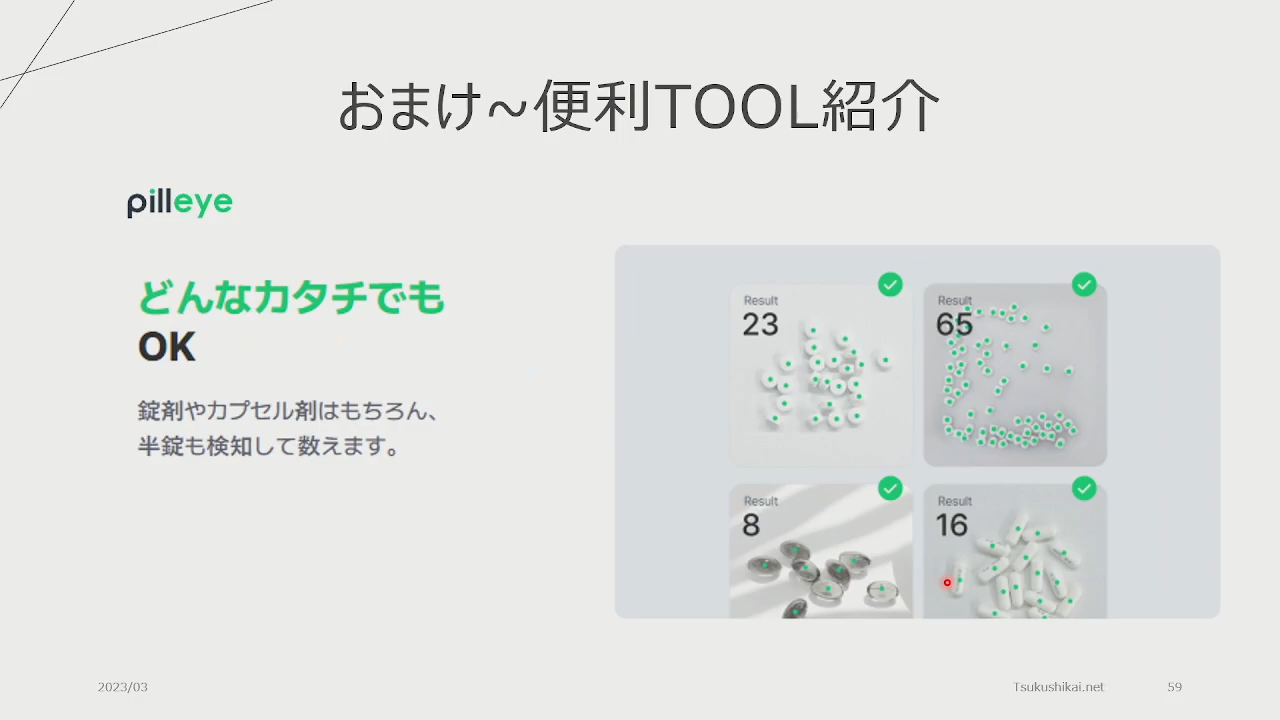 おまけ~便利TOOL紹介
pilleye
どんなカタチでも
OK
錠剤やカプセル剤はもちろん、
半錠も検知して数えます。
Result
23
Result
65
Result
8
Result
16
2023/03
Tsukushikai.net
59